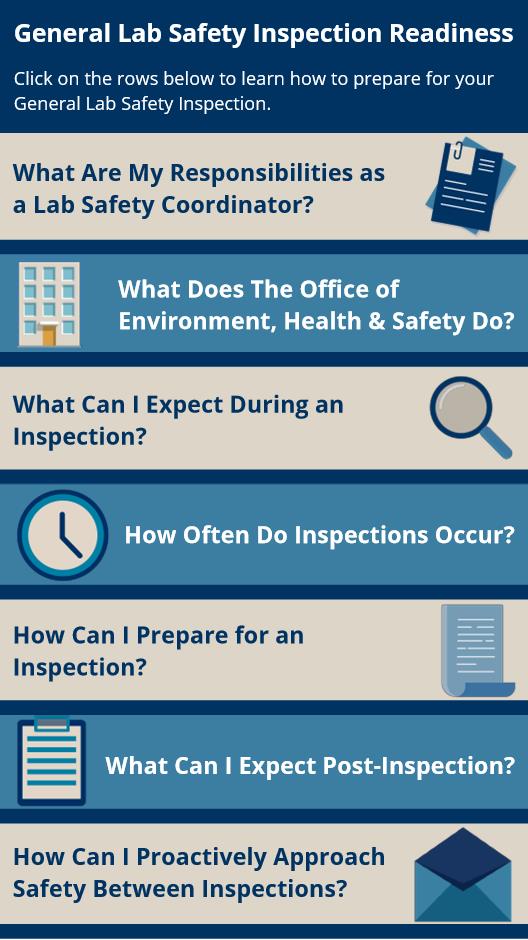 General Lab Safety Inspection Readiness
Click on the rows below to learn how to prepare for your
General Lab Safety Inspection.
What Are My Responsibilities as
a Lab Safety Coordinator?
What Does The Office of
Environment, Health & Safety Do?
What Can I Expect During an
Inspection?
How Often Do Inspections Occur?
How Can I Prepare for an
Inspection?
What Can I Expect Post-Inspection?
How Can I Proactively Approach
Safety Between Inspections?